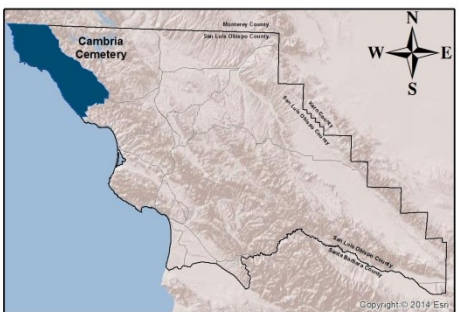 Monterey County
San Luis Obispo County
Cambria
Cemetery
N
W
E
S
Kern County
San Luis Obispo County
San Luis Obispo County
Santa Barbara County
Copyright:© 2014 Esri